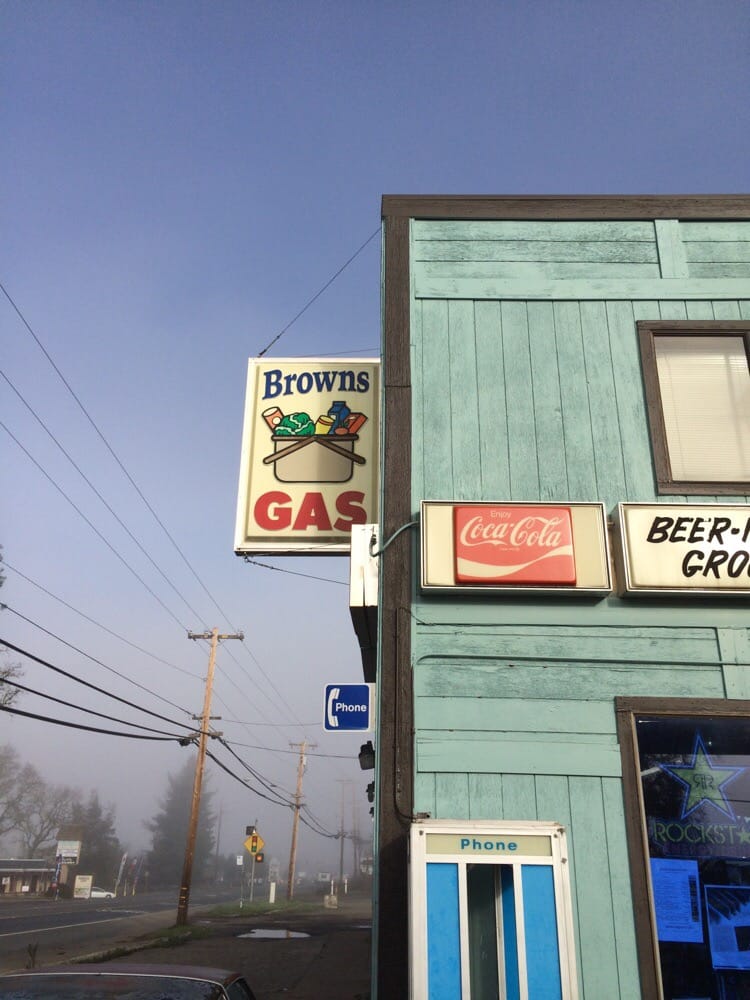 Browns
GAS
Enjoy
Coca-Cola
BEER
GRO
Phone
Phone
ROCKST